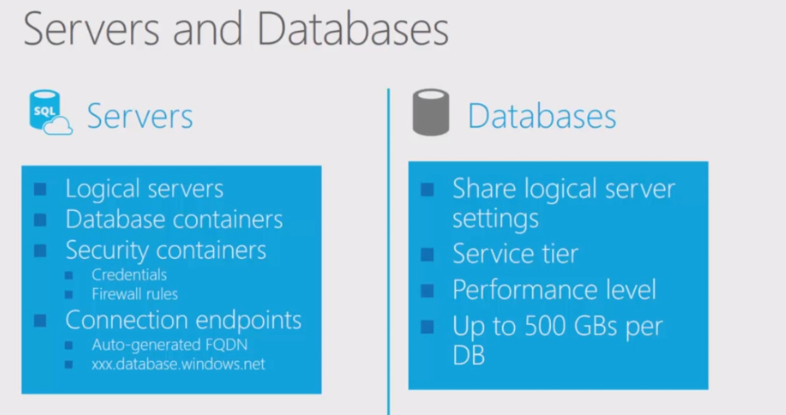 Servers and Databases
SQL
Servers
Logical servers
Database containers
Security containers
Credentials
Firewall rules
Connection endpoints
Auto-generated FQDN
xxx.database.windows.net
Databases
Share logical server
settings
Service tier
Performance level
Up to 500 GBs per
DB